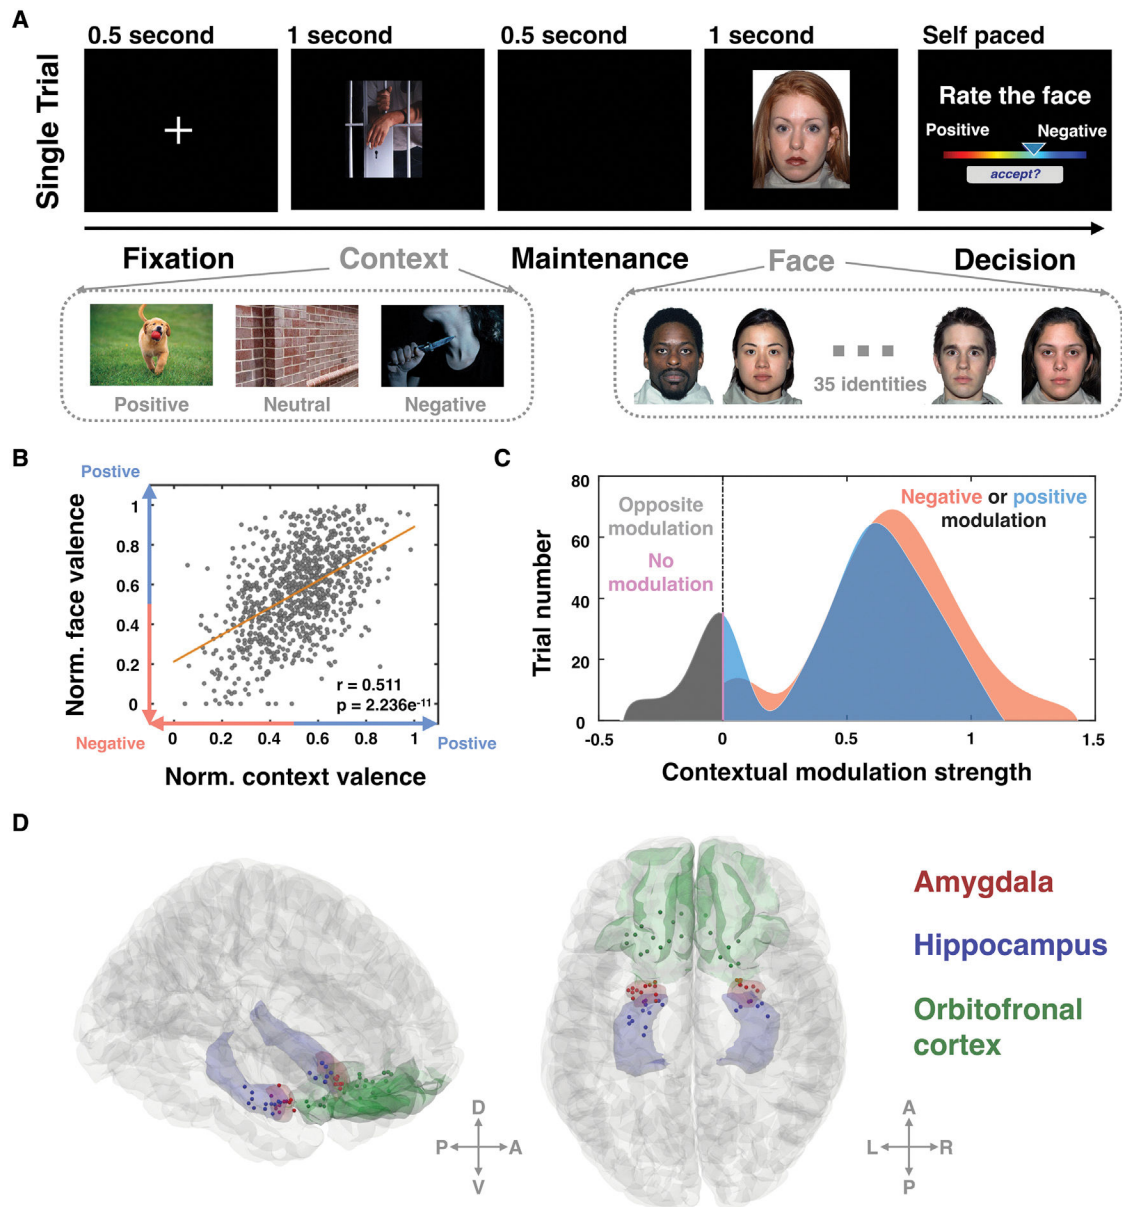 A
0.5 second
1 second
0.5 second
1 second
Self paced
Single Trial
Rate the face
Positive
Negative
accept?
Fixation
Context
Maintenance
Face
Decision
Positive
Neutral
Negative
35 identities
B
Postive
Norm. face valence
1
0.8
0.6
0.4
0.2
0
r = 0.511
p = 2.236e-11
Negative
0
0.2
0.4
0.6
0.8
1
Postive
Norm. context valence
C
Trial number
80
60
40
20
0
Opposite
modulation
No
modulation
Negative or positive
modulation
-0.5
0
0.5
1
1.5
Contextual modulation strength
D
Amygdala
Hippocampus
Orbitofronal
cortex
D
P
A
V
A
L
R
P